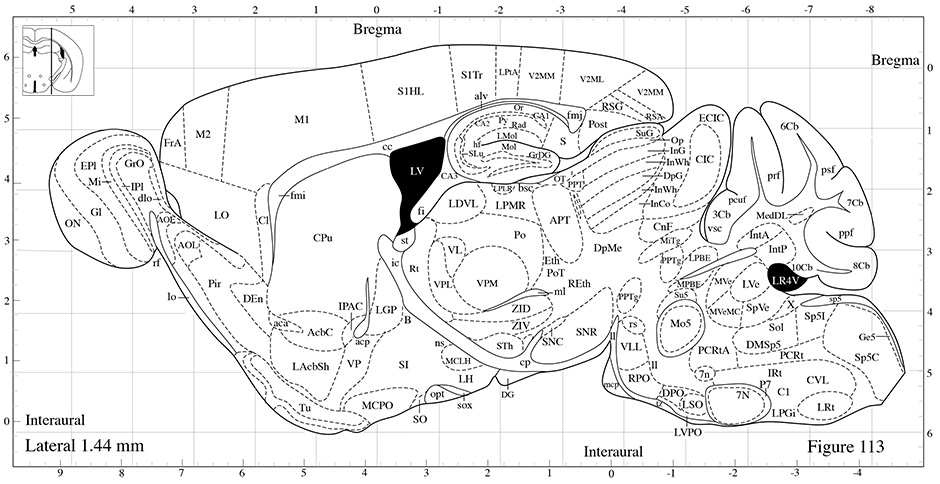 5 4 3 2 1 0 -1 -2 -3 -4 -5 -6 -7 -8
Bregma
Bregma
6 0
5 1
4 2
3 3
2 4
1 5
0 6
S1Tr LPtA V2MM V2ML
S1HL V2MM
M1
M2
FrA
alv
RSG
RSA
fmj
Post
Or
Py
CA1
CA2
Rad
LMol
Mol
hf
SLu
GrDG
CA3
S
SuG
Op
InG
InWh
DpG
InWh
InCo
ECIC
CIC
6Cb
prf
psf
pcuf
3Cb
vsc
7Cb
MedDL
ppf
IntA
IntP
10Cb
8Cb
LR4V
cc
LV
fi
st
ic
fmi
Cl
CPu
EPl
GrO
Mi
IPl
dlo
Gl
ON
AOE
AOL
rf
lo
Pir
LO
DEn
LPLR
bsc
OT
PPT
LDVL
LPMR
APT
Po
VL
VPL
VPM
Rt
Eth
PoT
REth
ml
ZID
ZIV
STh
SNC
SNR
DpMe
CnF
MiTg
PPTg
LPBE
MPBE
Su5
MVe
LVe
MVeMC
SpVe
X
sp5
Sp5I
Sol
Ge5
Sp5C
PPTg
rs
ll
VLL
ll
RPO
Mo5
PCRtA
DMSp5
PCRt
IRt
7n
P7
7N
C1
CVL
LPGi
LRt
DPO
LSO
tz
LVPO
mcp
IPAC
LGP
B
aca
AcbC
acp
LAcbSh
VP
SI
ns
MCLH
LH
cp
DG
MCPO
opt
sox
SO
Tu
Interaural
Lateral 1.44 mm
Interaural
Figure 113
9 8 7 6 5 4 3 2 1 0 -1 -2 -3 -4